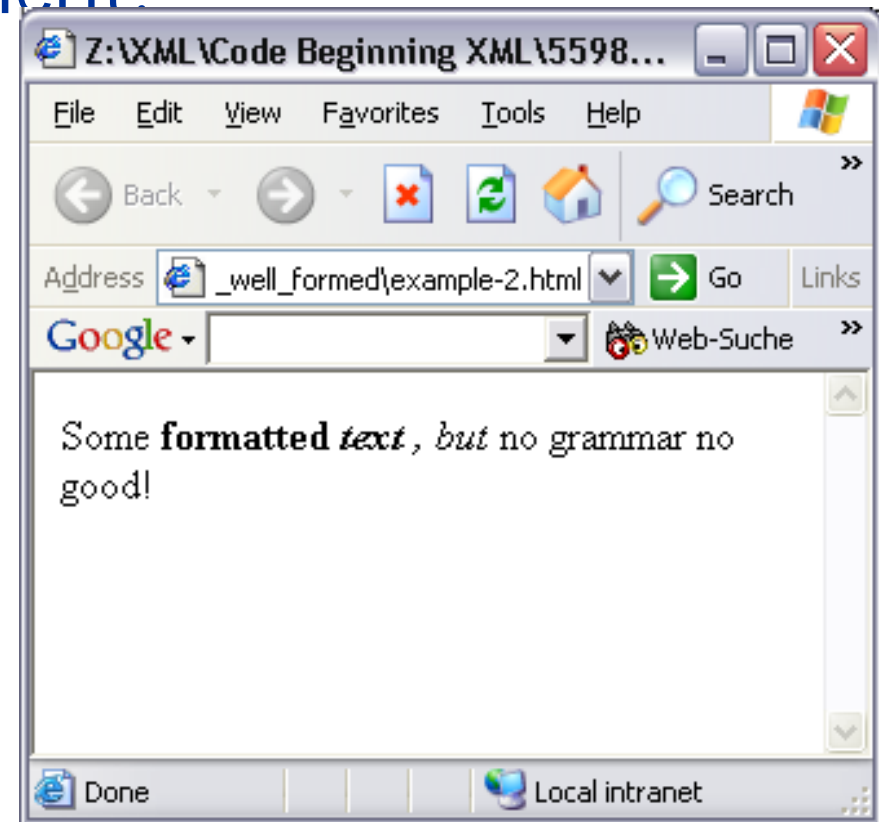 Z:\XML\Code Beginning XML\5598...
File Edit View Favorites Tools Help
Back Search »
Address _well_formed\example-2.html Go Links
Google Web-Suche »
Some formatted text , but no grammar no
good!
Done Local intranet